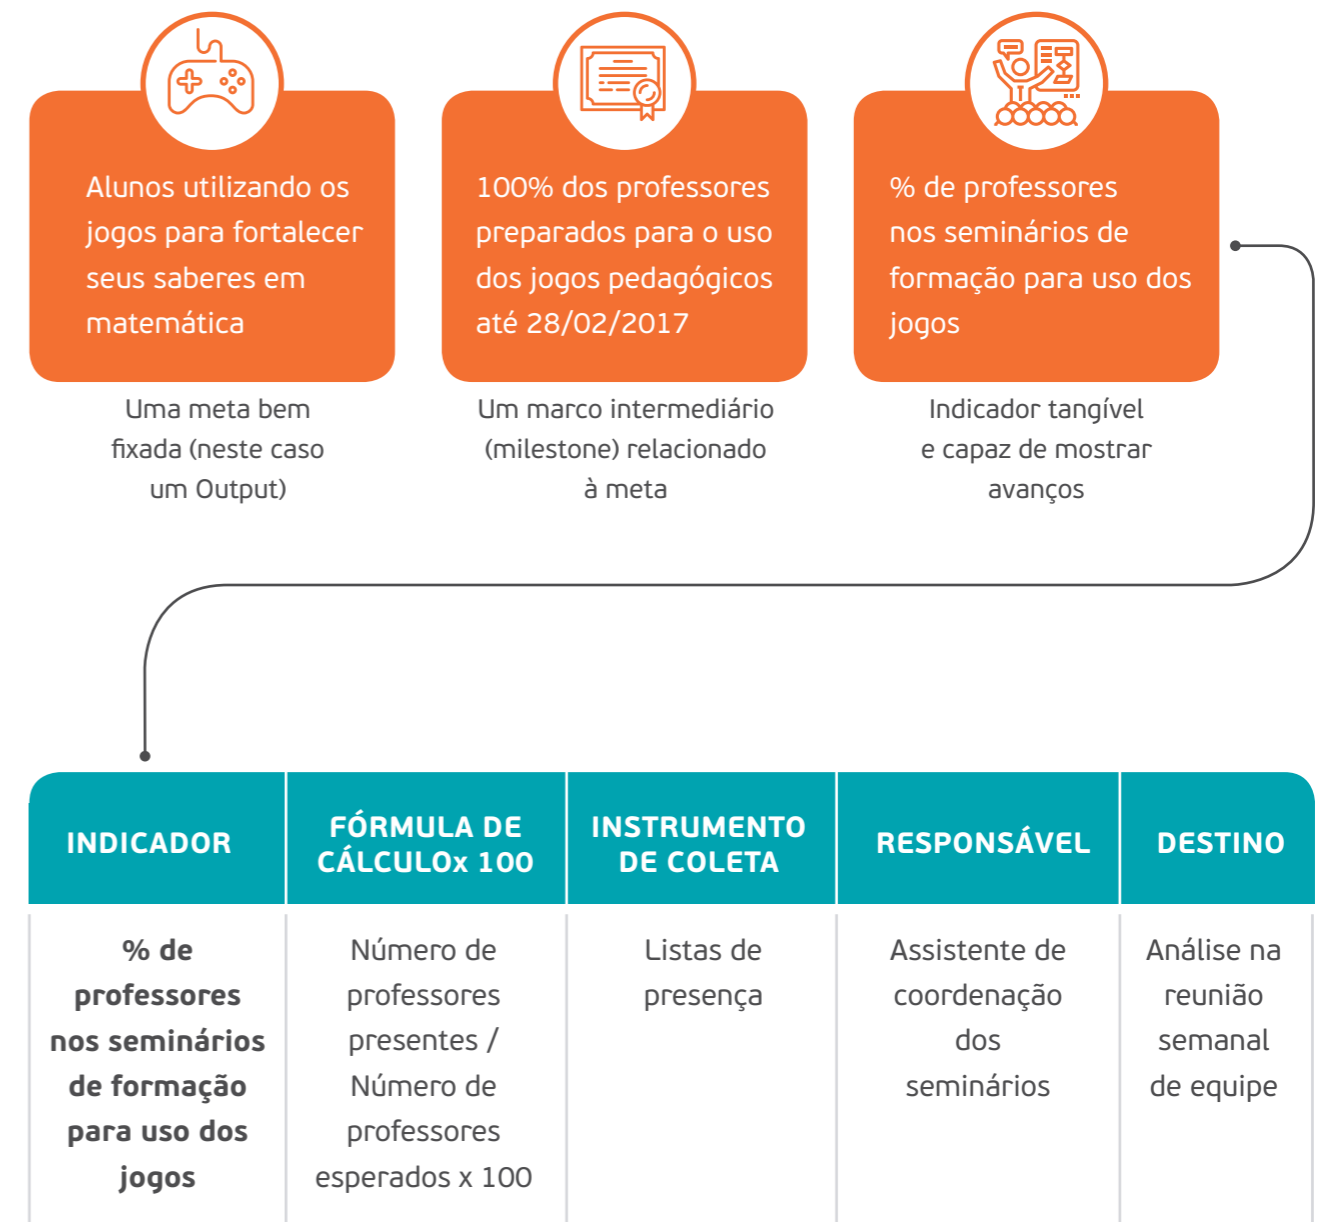 Alunos utilizando os
jogos para fortalecer
seus saberes em
matemática
Uma meta bem
fixada (neste caso
um Output)
100% dos professores
preparados para o uso
dos jogos pedagógicos
até 28/02/2017
Um marco intermediário
(milestone) relacionado
à meta
% de professores
nos seminários de
formação para uso dos
jogos
Indicador tangível
e capaz de mostrar
avanços
INDICADOR
FÓRMULA DE
CÁLCULOx 100
INSTRUMENTO
DE COLETA
RESPONSÁVEL
DESTINO
% de
professores
nos seminários
de formação
para uso dos
jogos
Número de
professores
presentes /
Número de
professores
esperados x 100
Listas de
presença
Assistente de
coordenação
dos
seminários
Análise na
reunião
semanal
de equipe